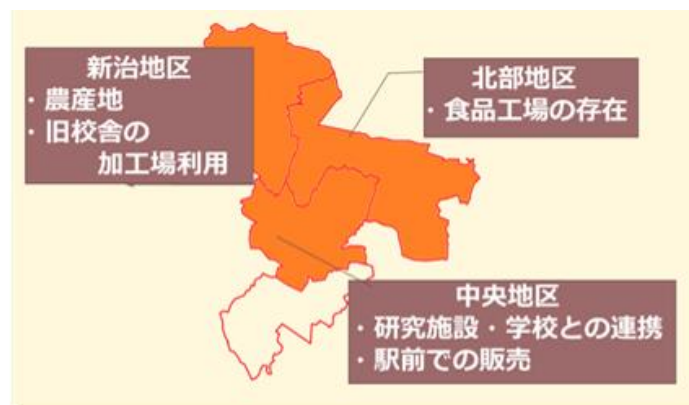 新治地区
・農産地
・旧校舎の
加工場利用
北部地区
・食品工場の存在
中央地区
・研究施設・学校との連携
・駅前での販売